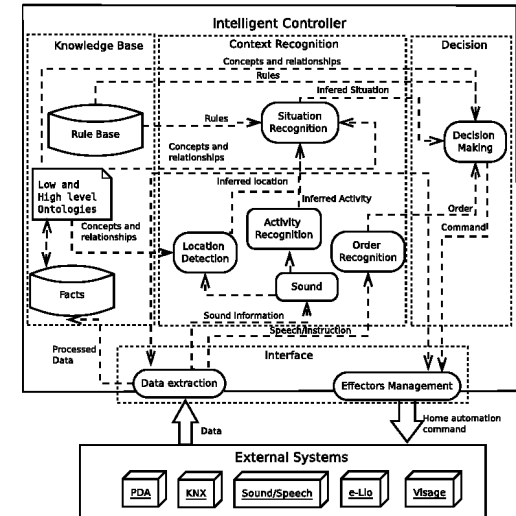 Intelligent Controller
Knowledge Base
Context Recognition
Decision
Concepts and relationships
Rules
Infered Situation
Rule Base
Rules
Situation
Recognition
Decision
Making
Concepts and
relationships
Low and
High level
Ontologies
Inferred location
Inferred Activity
Order
Concepts and
relationships
Location
Detection
Activity
Recognition
Order
Recognition
Command
Facts
Sound
Sound Information
Speech/instruction
Processed
Data
Interface
Data extraction
Effectors Management
Data
Home automation
command
External Systems
PDA
KNX
Sound/Speech
e-Lio
Visage